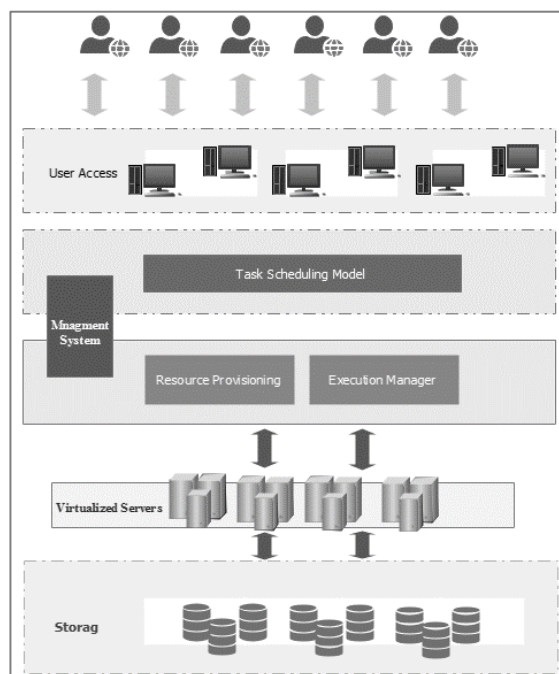 User Access
Task Scheduling Model
Mnagment
System
Resource Provisioning
Execution Manager
Virtualized Servers
Storag